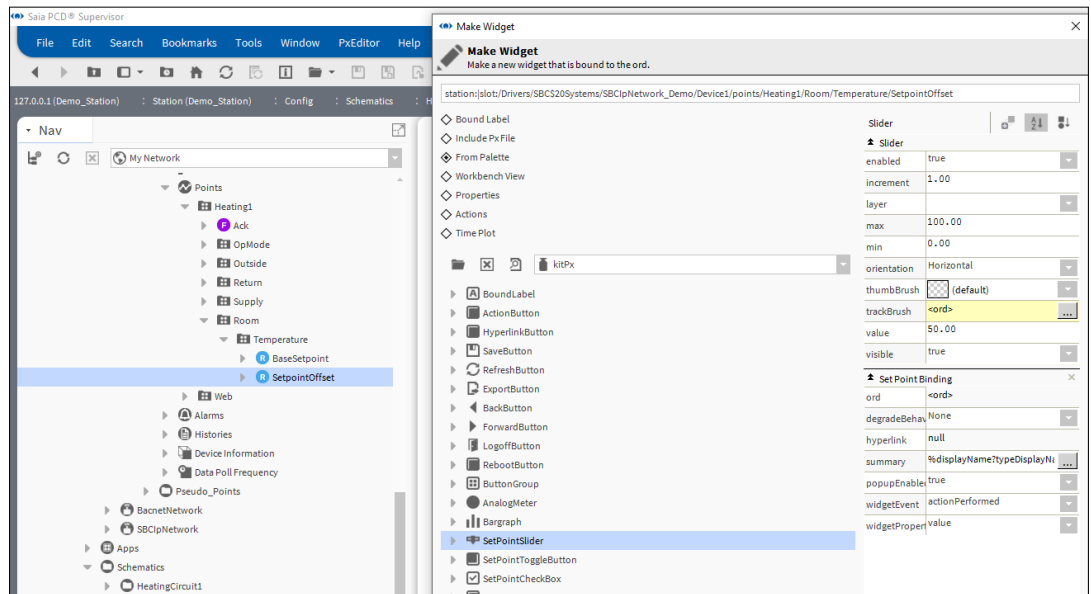 Saia PCD® Supervisor
File Edit Search Bookmarks Tools Window PxEditor Help
127.0.0.1 (Demo_Station) : Station (Demo_Station) : Config : Schematics : H
Nav
My Network
Points
Heating1
Ack
OpMode
Outside
Return
Supply
Room
Temperature
BaseSetpoint
SetpointOffset
Web
Alarms
Histories
Device Information
Data Poll Frequency
Pseudo_Points
BacnetNetwork
SBCIpNetwork
Apps
Schematics
HeatingCircuit1
Make Widget
Make Widget
Make a new widget that is bound to the ord.
station:|slot/Drivers/SBCS20Systems/SBCIpNetwork_Demo/Device1/points/Heating1/Room/Temperature/SetpointOffset
Bound Label
Include Px File
From Palette
Workbench View
Properties
Actions
Time Plot
kitPx
BoundLabel
ActionButton
HyperlinkButton
SaveButton
RefreshButton
ExportButton
BackButton
ForwardButton
LogoffButton
RebootButton
ButtonGroup
AnalogMeter
Bargraph
SetPointSlider
SetPointToggleButton
SetPointCheckBox
Slider
Slider
enabled true
increment 1.00
layer
max 100.00
min 0.00
orientation Horizontal
thumbBrush (default)
trackBrush <ord> ...
value 50.00
visible true
Set Point Binding
ord <ord>
degradeBehav None
hyperlink null
summary %displayName?typeDisplayNa ...
popupEnable true
widgetEvent actionPerformed
widgetPropert value